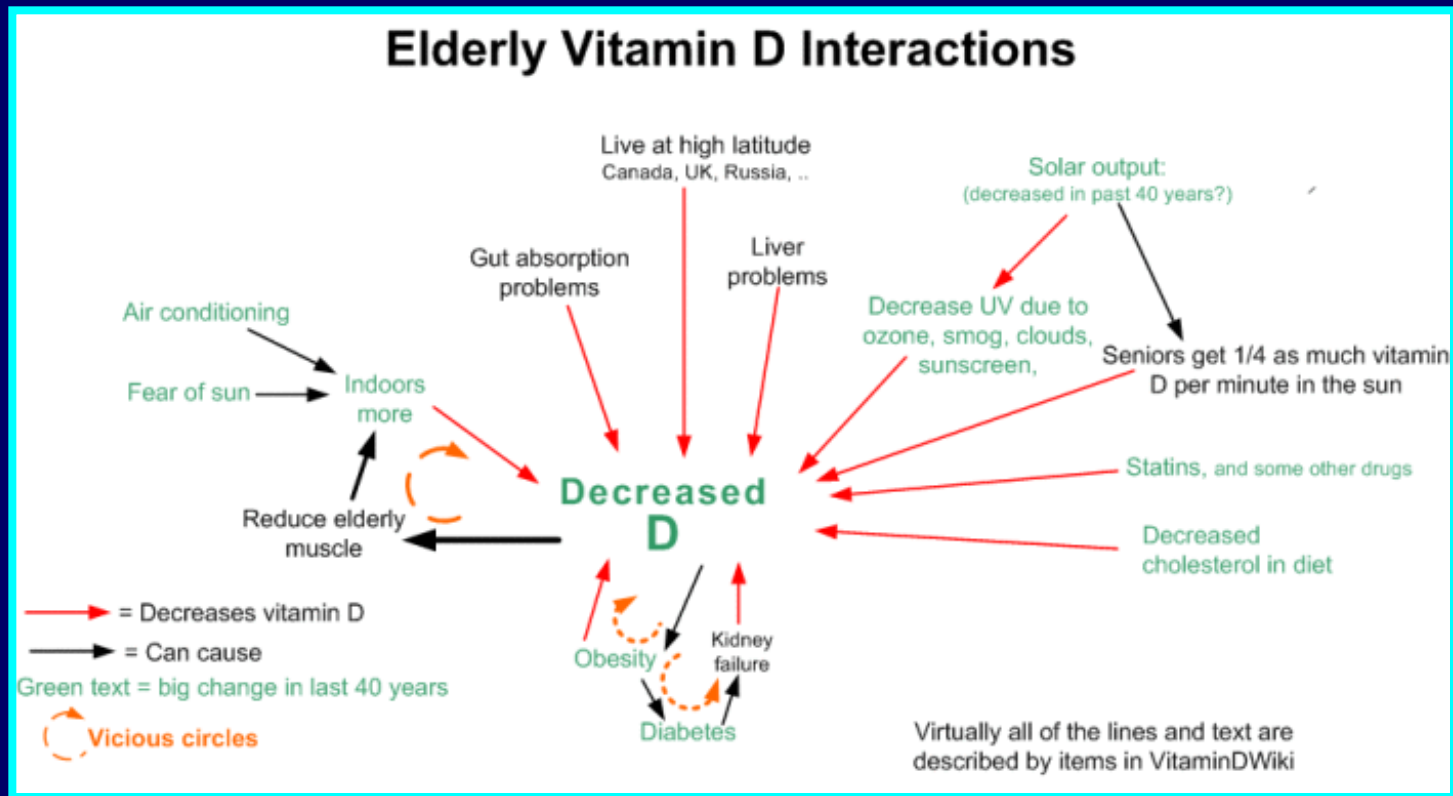 Elderly Vitamin D Interactions
Live at high latitude
Canada, UK, Russia, ..
Solar output:
(decreased in past 40 years?)
Gut absorption
problems
Liver
problems
Decrease UV due to
ozone, smog, clouds,
sunscreen,
Seniors get 1/4 as much vitamin
D per minute in the sun
Air conditioning
Fear of sun
Indoors
more
Decreased
D
Statins, and some other drugs
Reduce elderly
muscle
Decreased
cholesterol in diet
= Decreases vitamin D
= Can cause
Green text = big change in last 40 years
Vicious circles
Obesity
Kidney
failure
Diabetes
Virtually all of the lines and text are
described by items in VitaminDWiki